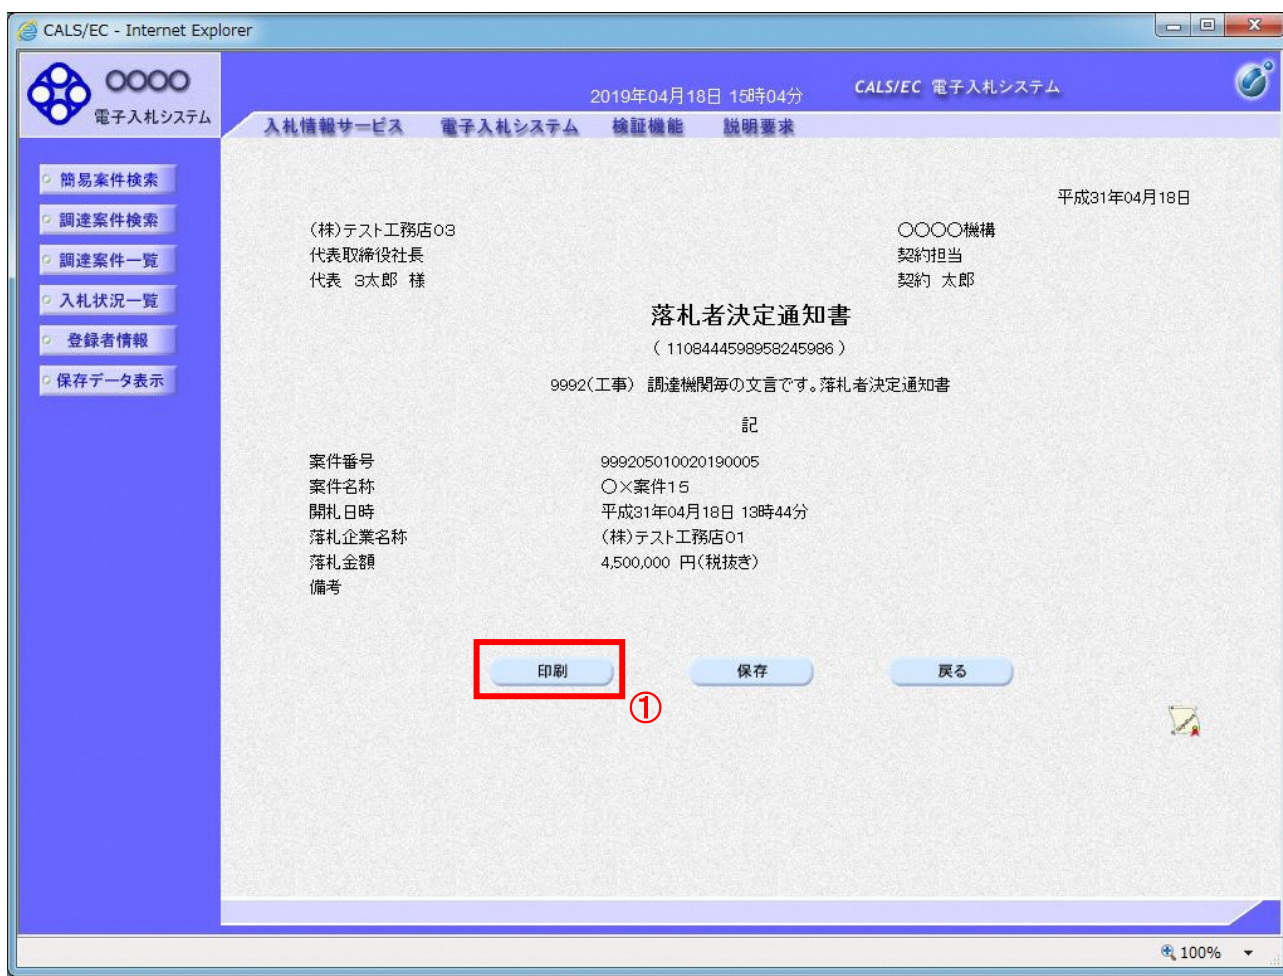 CALS/EC - Internet Explorer
〇〇〇〇
電子入札システム
2019年04月18日 15時04分
CALS/EC 電子入札システム
入札情報サービス 電子入札システム 検証機能 説明要求
簡易案件検索
調達案件検索
調達案件一覧
入札状況一覧
登録者情報
保存データ表示
平成31年04月18日
(株)テスト工務店03
代表取締役社長
代表 3太郎 様
〇〇〇〇機構
契約担当
契約 太郎
落札者決定通知書
( 1108444598958245986 )
9992(工事) 調達機関毎の文言です。落札者決定通知書
記
案件番号 999205010020190005
案件名称 〇×案件15
開札日時 平成31年04月18日 13時44分
落札企業名称 (株)テスト工務店01
落札金額 4,500,000 円(税抜き)
備考
印刷 保存 戻る
①
100%